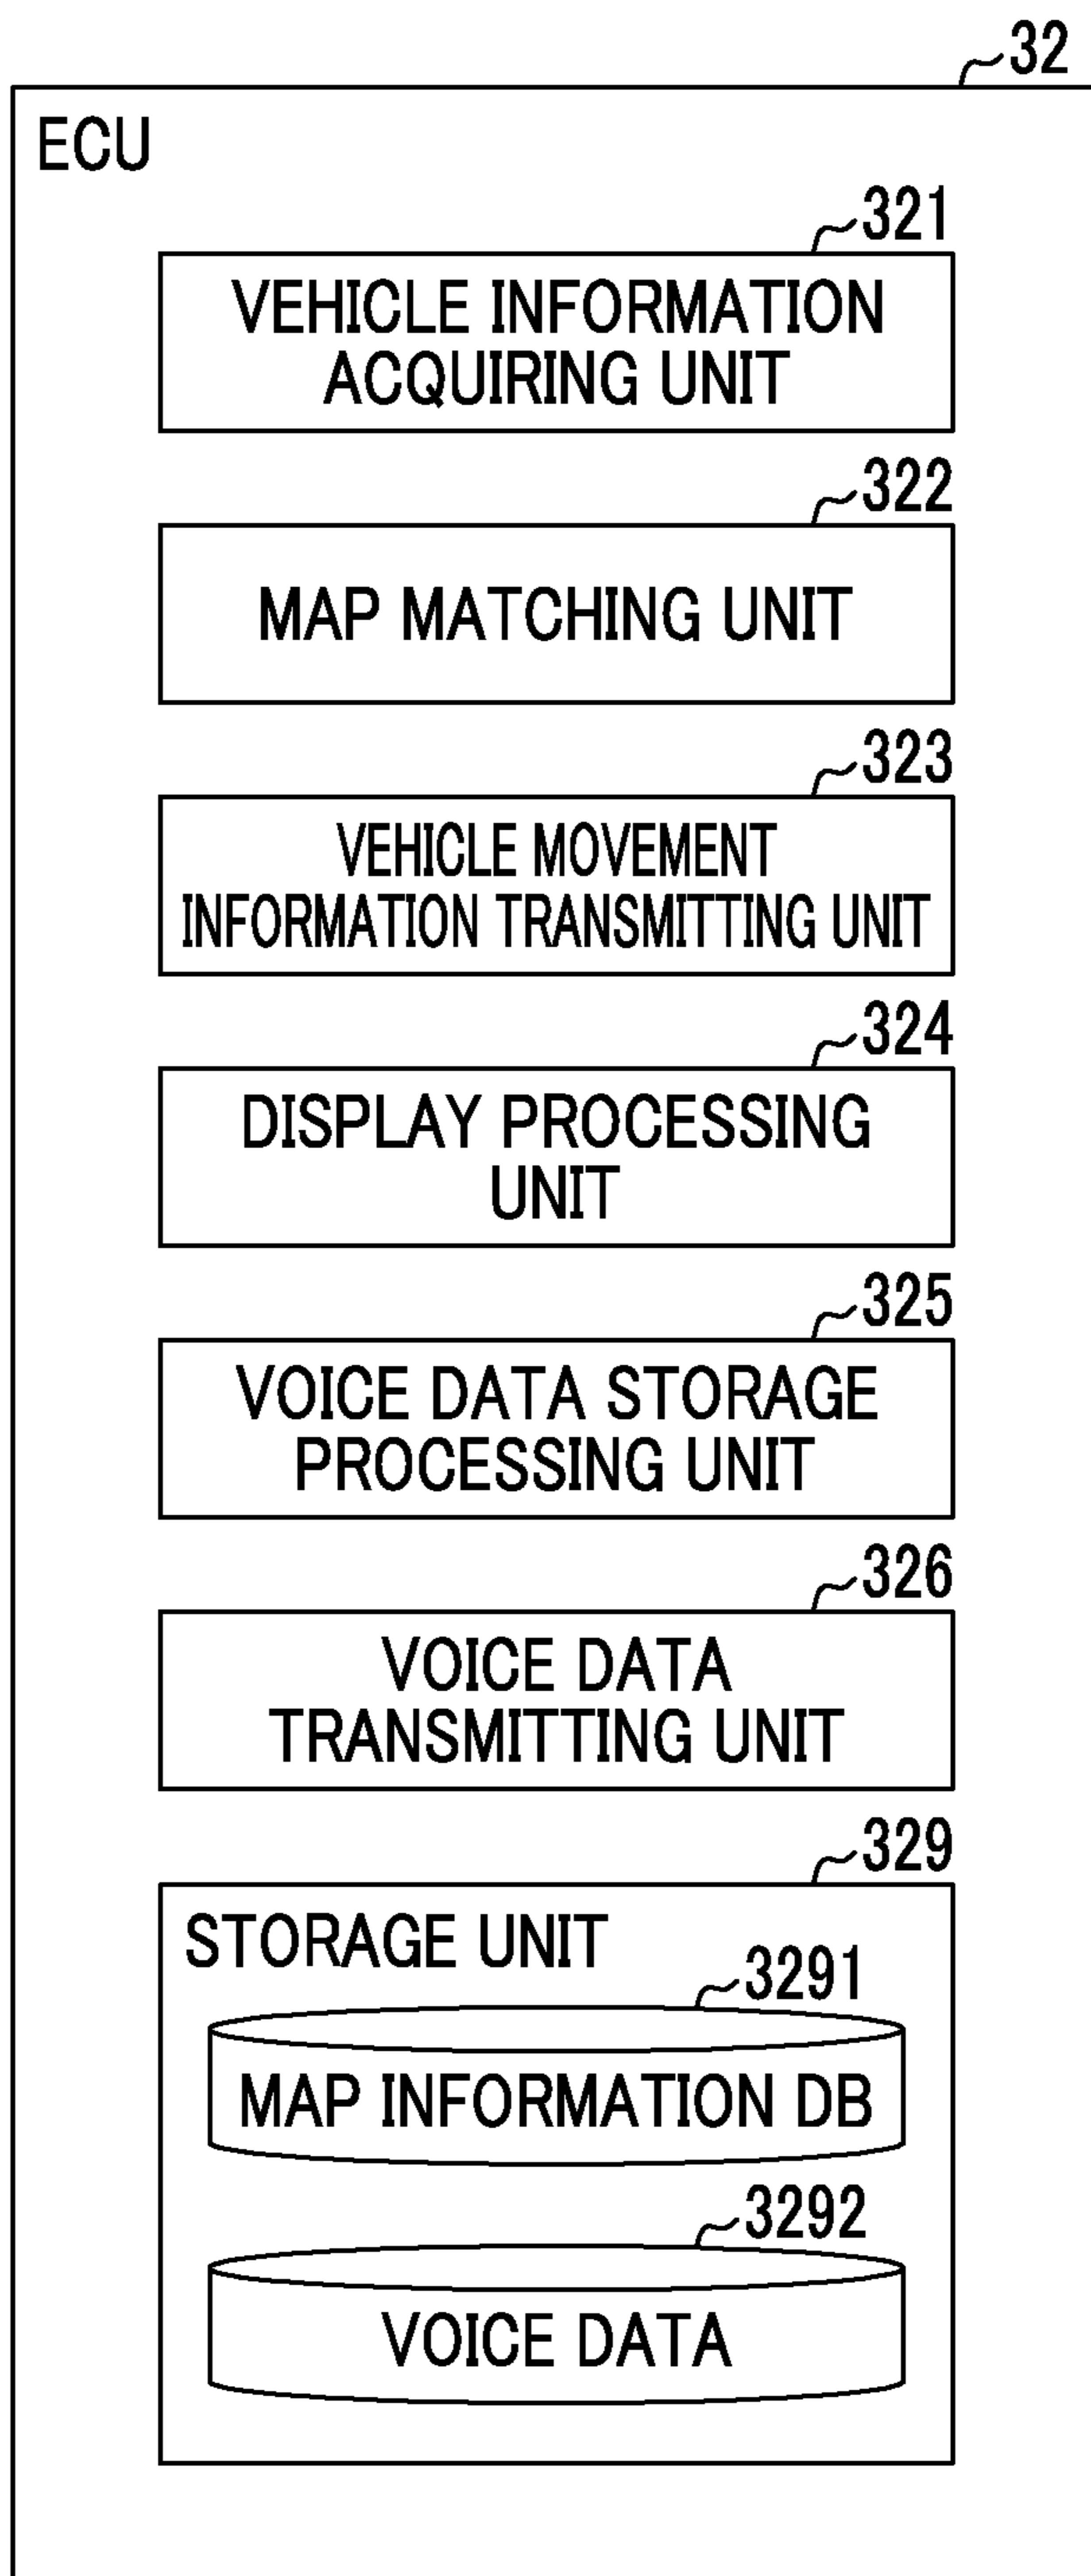 32
ECU
321
VEHICLE INFORMATION
ACQUIRING UNIT
322
MAP MATCHING UNIT
323
VEHICLE MOVEMENT
INFORMATION TRANSMITTING UNIT
324
DISPLAY PROCESSING
UNIT
325
VOICE DATA STORAGE
PROCESSING UNIT
326
VOICE DATA
TRANSMITTING UNIT
329
STORAGE UNIT
3291
MAP INFORMATION DB
3292
VOICE DATA